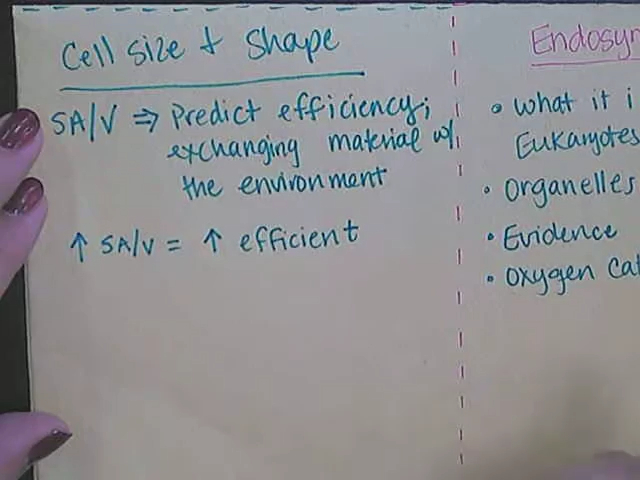 Cell size + shape
SA/V ⇒ Predict efficiency;
exchanging material w/
the environment
↑ SA/V = ↑ efficient
Endosym
• what it i
Eukaryotes
• Organelles
• Evidence
• Oxygen Cat